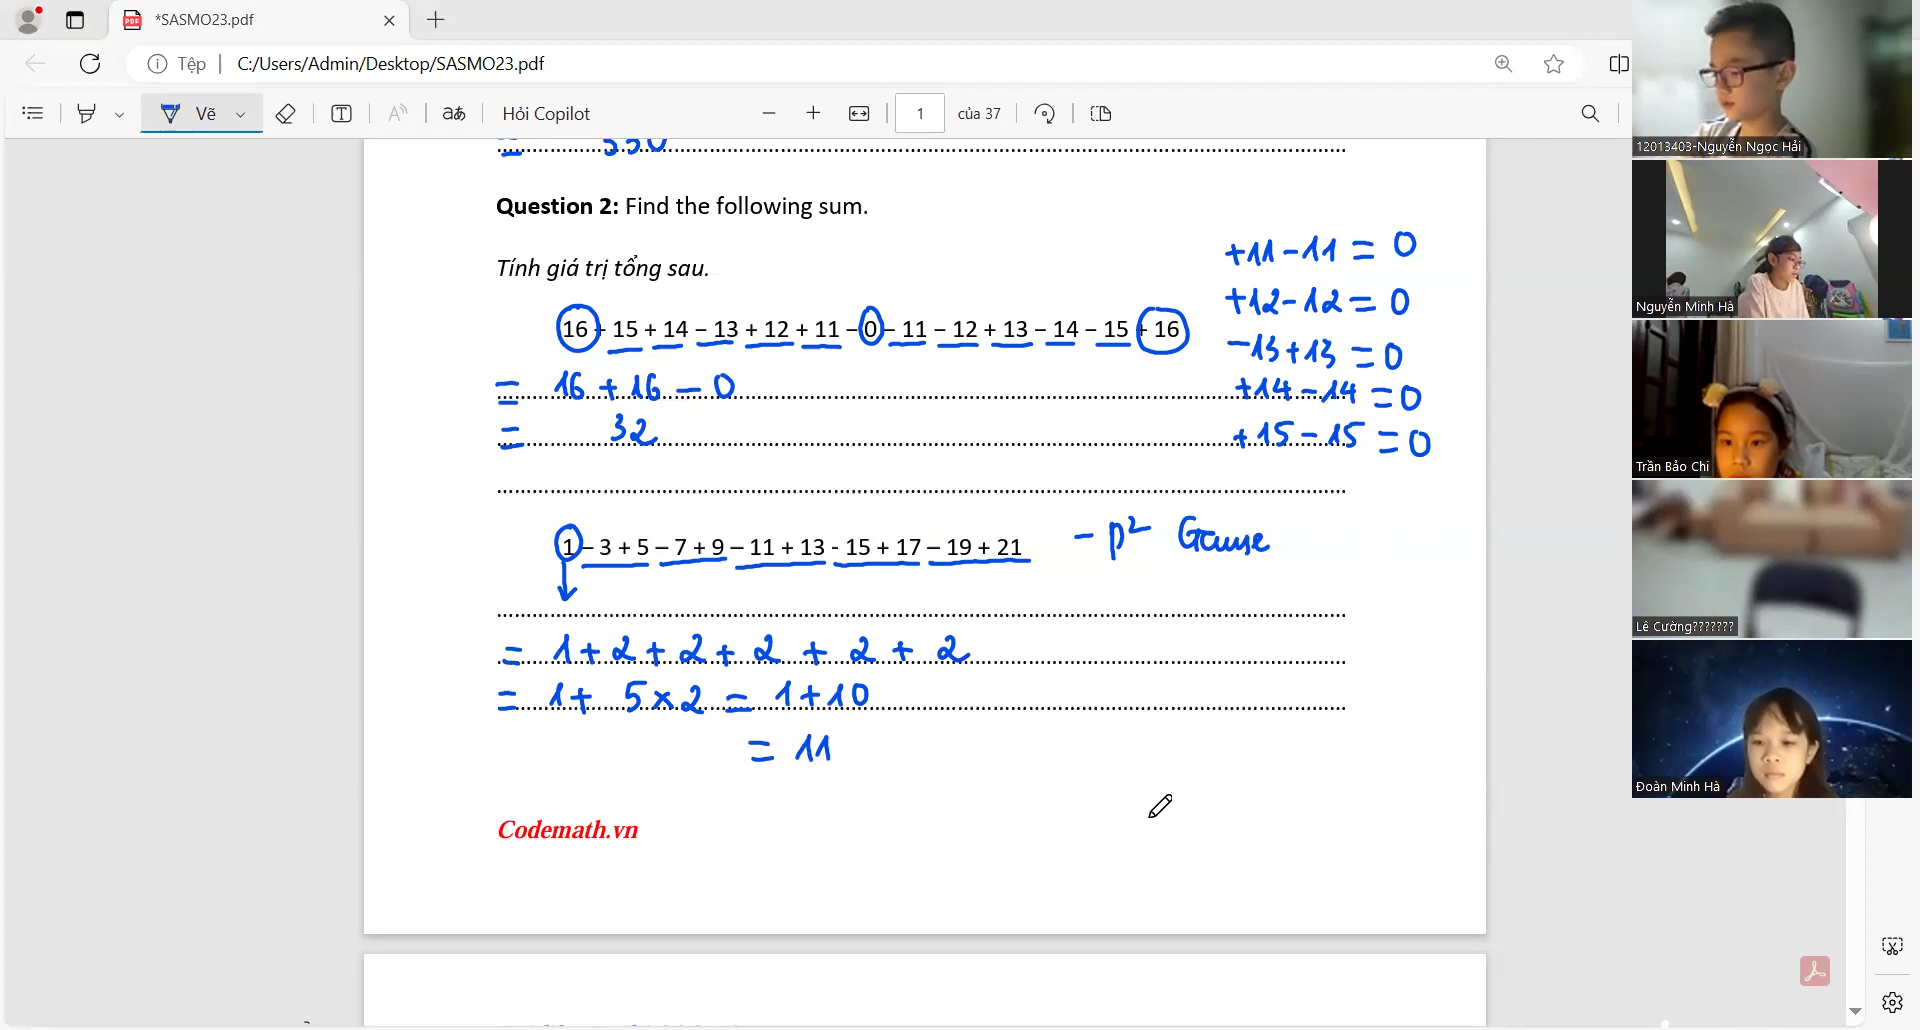 *SASMO23.pdf
Tệp | C:/Users/Admin/Desktop/SASMO23.pdf
Vẽ
Hỏi Copilot
1 của 37
= 330
Question 2: Find the following sum.
Tính giá trị tổng sau.
16 + 15 + 14 – 13 + 12 + 11 – 0 – 11 – 12 + 13 – 14 – 15 + 16
+11 – 11 = 0
+12 – 12 = 0
–13 + 13 = 0
+14 – 14 = 0
+15 – 15 = 0
= 16 + 16 – 0
= 32
1 – 3 + 5 – 7 + 9 – 11 + 13 - 15 + 17 – 19 + 21
– p² Gause
= 1 + 2 + 2 + 2 + 2 + 2
= 1 + 5 × 2 = 1 + 10
= 11
Codemath.vn
12013403-Nguyễn Ngọc Hải
Nguyễn Minh Hà
Trần Bảo Chi
Lê Cường???????
Đoàn Minh Hà